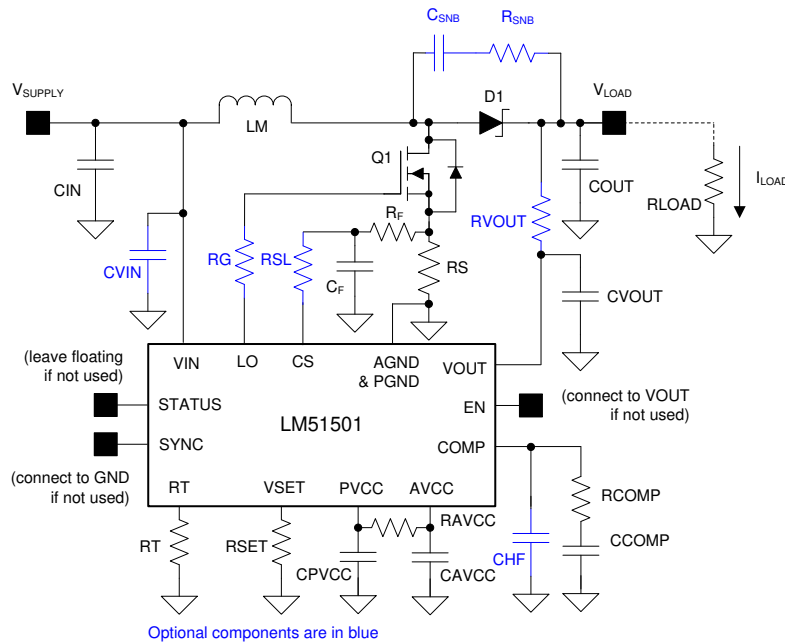 CSNB
RSNB
VSUPPLY
LM
D1
VLOAD
CIN
Q1
COUT
RLOAD
ILOAD
CVIN
RG
RSL
RF
CF
RS
RVOUT
CVOUT
(leave floating
if not used)
VIN
LO
CS
AGND
& PGND
VOUT
STATUS
EN
(connect to VOUT
if not used)
LM51501
SYNC
COMP
(connect to GND
if not used)
RT
VSET
PVCC
AVCC
RT
RSET
RAVCC
CPVCC
CAVCC
CHF
RCOMP
CCOMP
Optional components are in blue